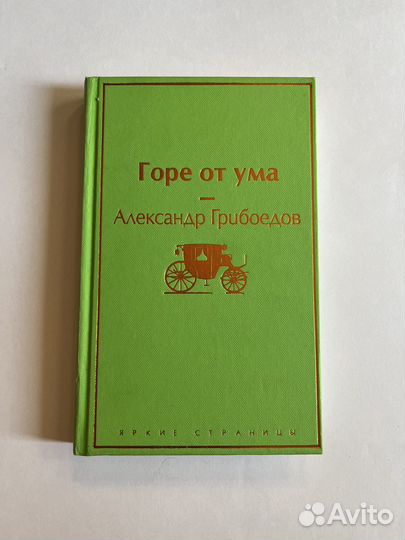 Горе от ума
Александр Грибоедов
ЯРКИЕ СТРАНИЦЫ
Avito